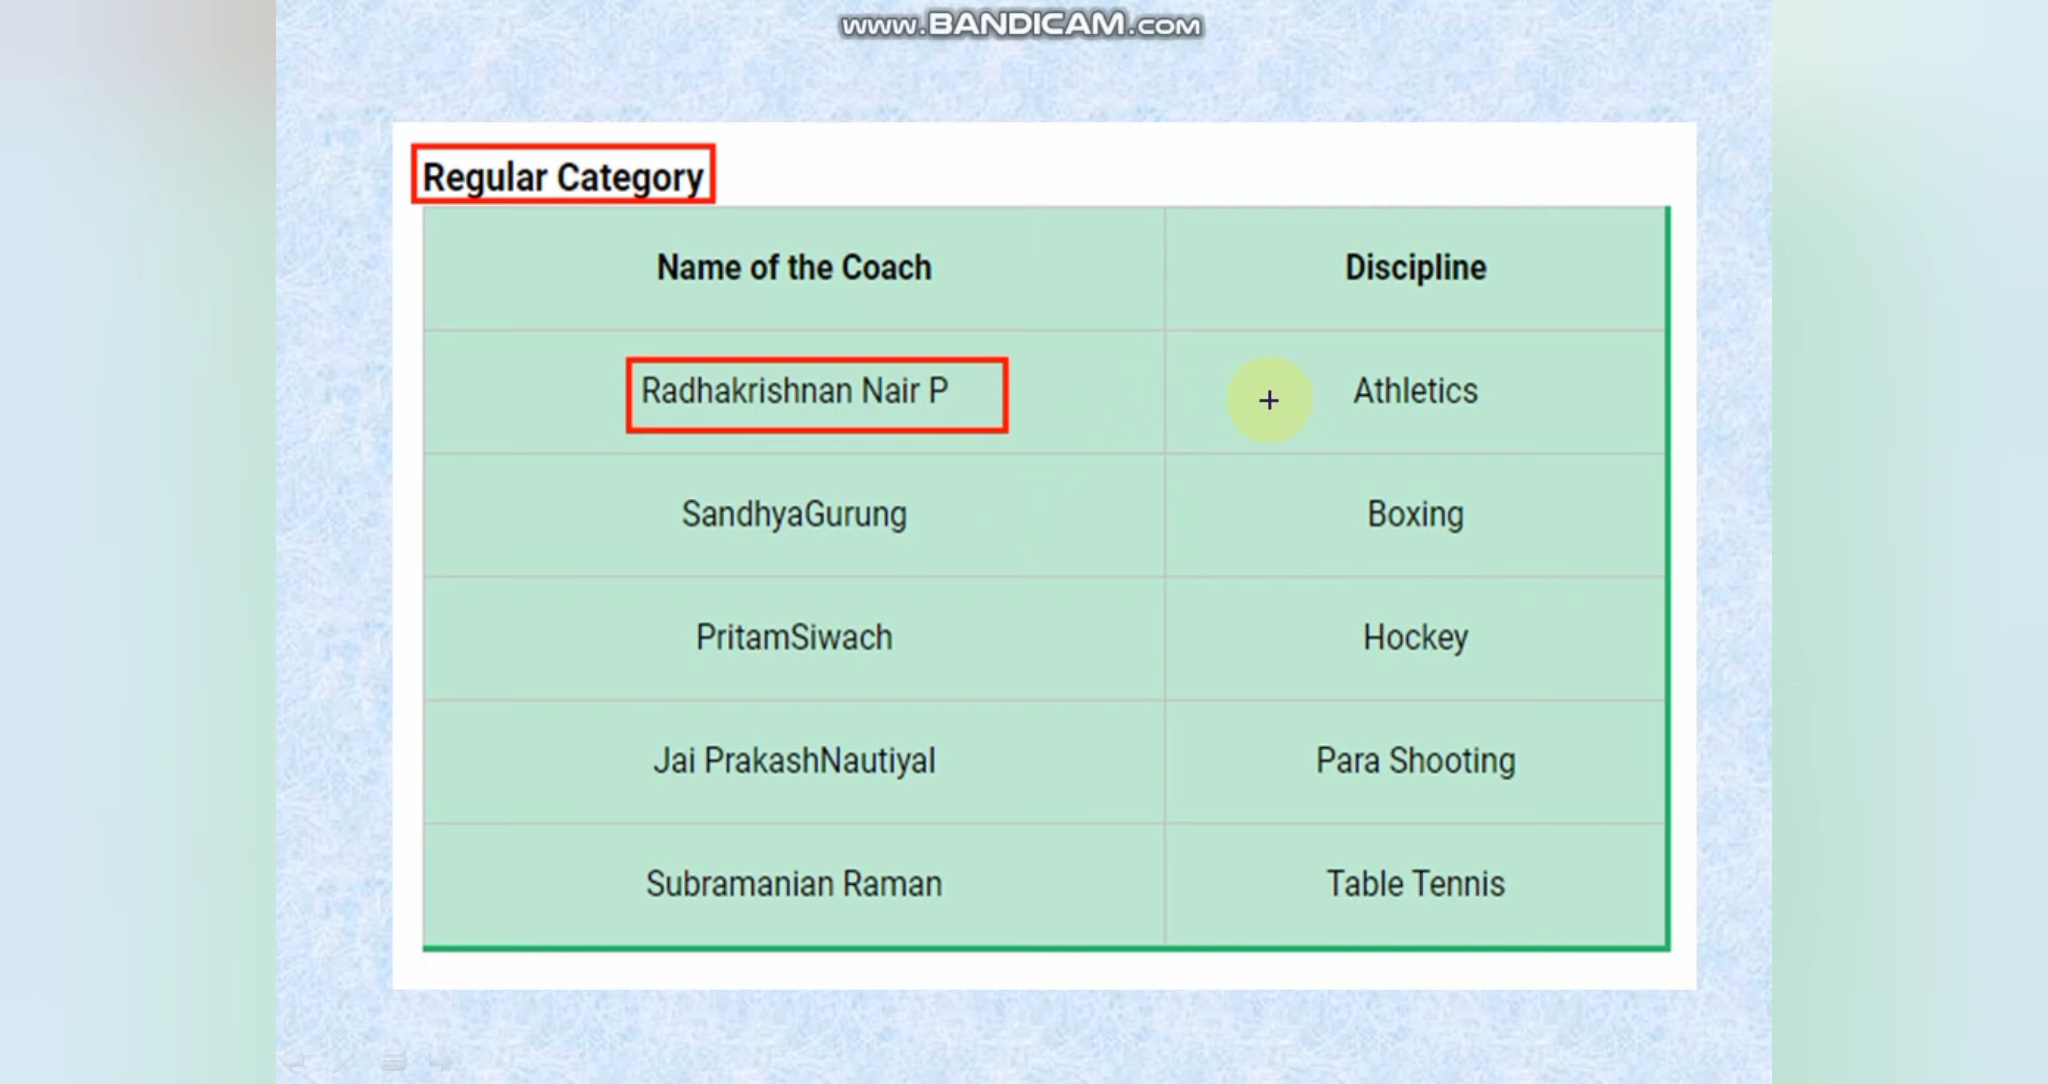 www.BANDICAM.com
Regular Category
Name of the Coach Discipline
Radhakrishnan Nair P Athletics
SandhyaGurung Boxing
PritamSiwach Hockey
Jai PrakashNautiyal Para Shooting
Subramanian Raman Table Tennis